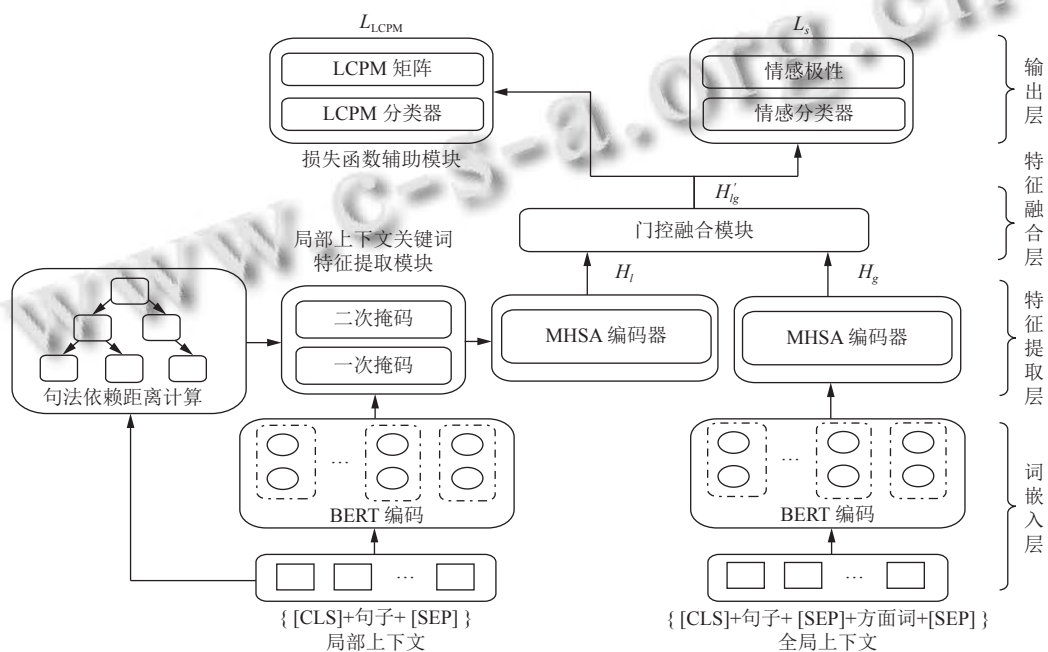 L_LCPM
LCPM 矩阵
LCPM 分类器
损失函数辅助模块
L_s
情感极性
情感分类器
输出层
H'_lg
门控融合模块
特征融合层
局部上下文关键词
特征提取模块
H_l
H_g
句法依赖距离计算
二次掩码
一次掩码
MHSA 编码器
MHSA 编码器
特征提取层
...
BERT 编码
...
BERT 编码
词嵌入层
...
{ [CLS]+句子+ [SEP] }
局部上下文
...
{ [CLS]+句子+ [SEP]+方面词+[SEP] }
全局上下文
www.c-s-a.org.cn